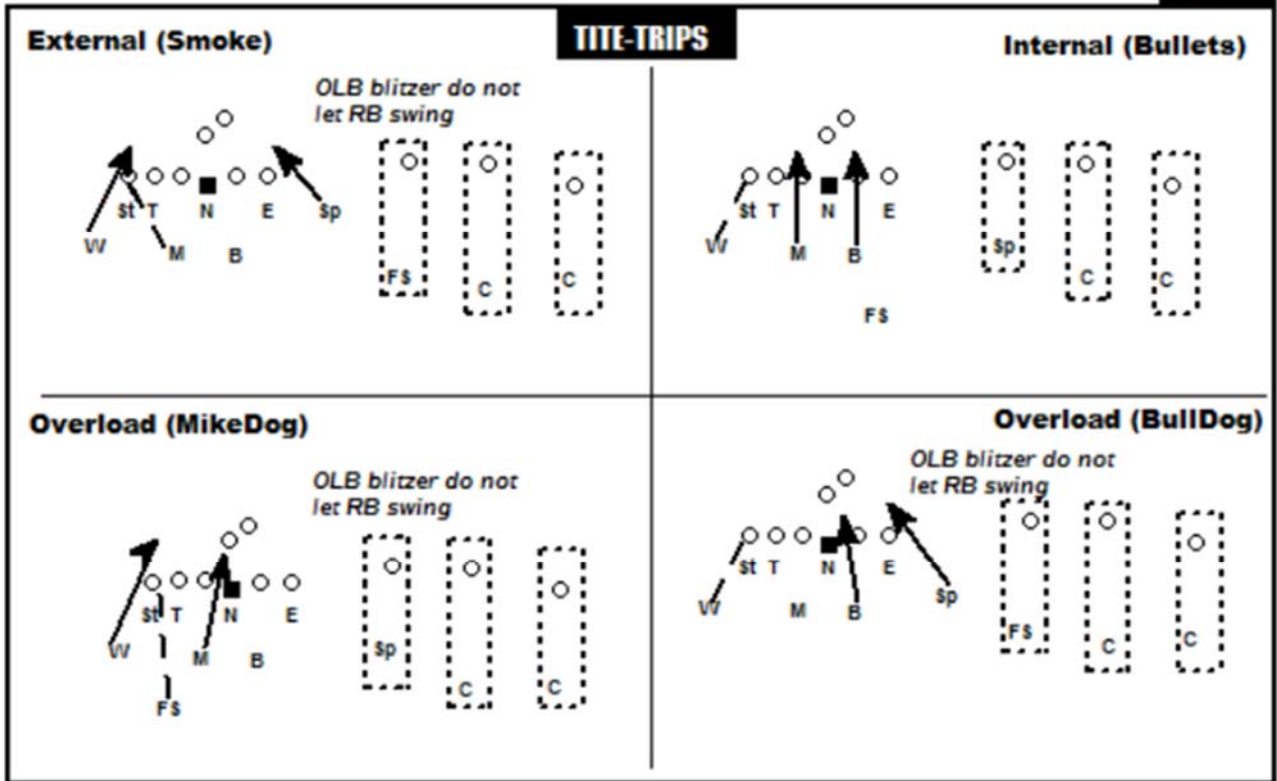 TITE-TRIPS
External (Smoke)
OLB blitzer do not
let RB swing
$t T N E $p
W M B
F$ C C
Internal (Bullets)
$t T N E
W M B $p C C
F$
Overload (MikeDog)
OLB blitzer do not
let RB swing
$t T N E
W M B $p
F$ C C
Overload (BullDog)
OLB blitzer do not
let RB swing
$t T N E
W M B $p
F$ C C